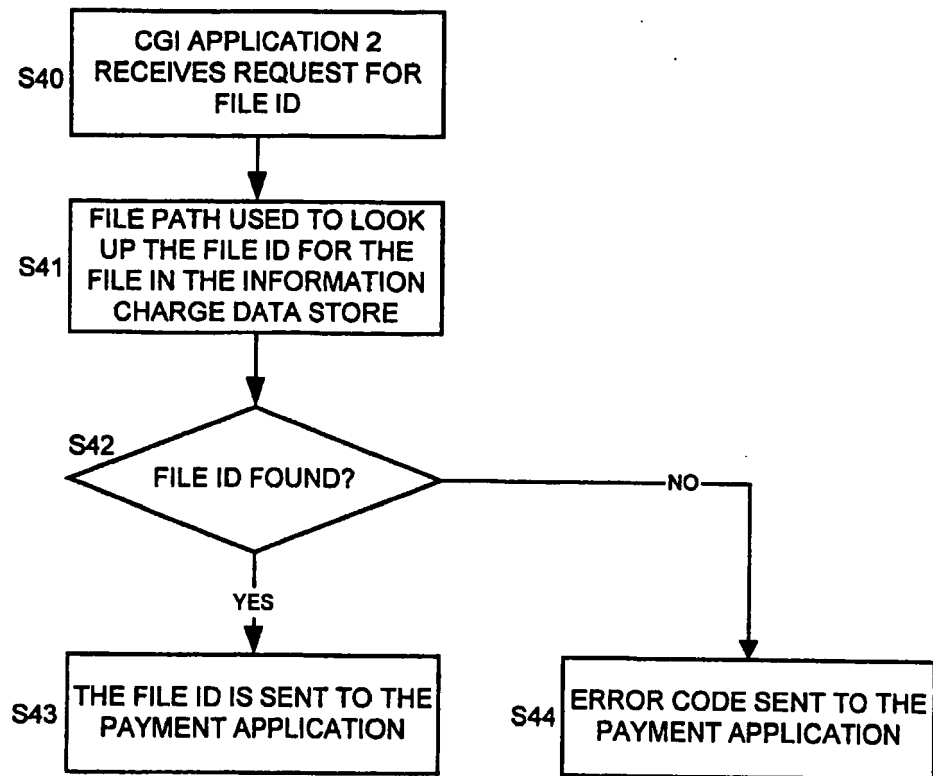 CGI APPLICATION 2
RECEIVES REQUEST FOR
FILE ID
S40
FILE PATH USED TO LOOK
UP THE FILE ID FOR THE
FILE IN THE INFORMATION
CHARGE DATA STORE
S41
S42
FILE ID FOUND?
NO
YES
S43
THE FILE ID IS SENT TO THE
PAYMENT APPLICATION
S44
ERROR CODE SENT TO THE
PAYMENT APPLICATION